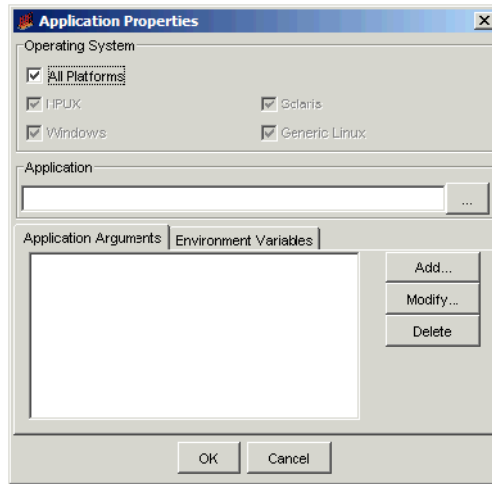 Application Properties
Operating System
All Platforms
HPUX
Solaris
Windows
Generic Linux
Application
...
Application Arguments Environment Variables
Add...
Modify...
Delete
OK Cancel